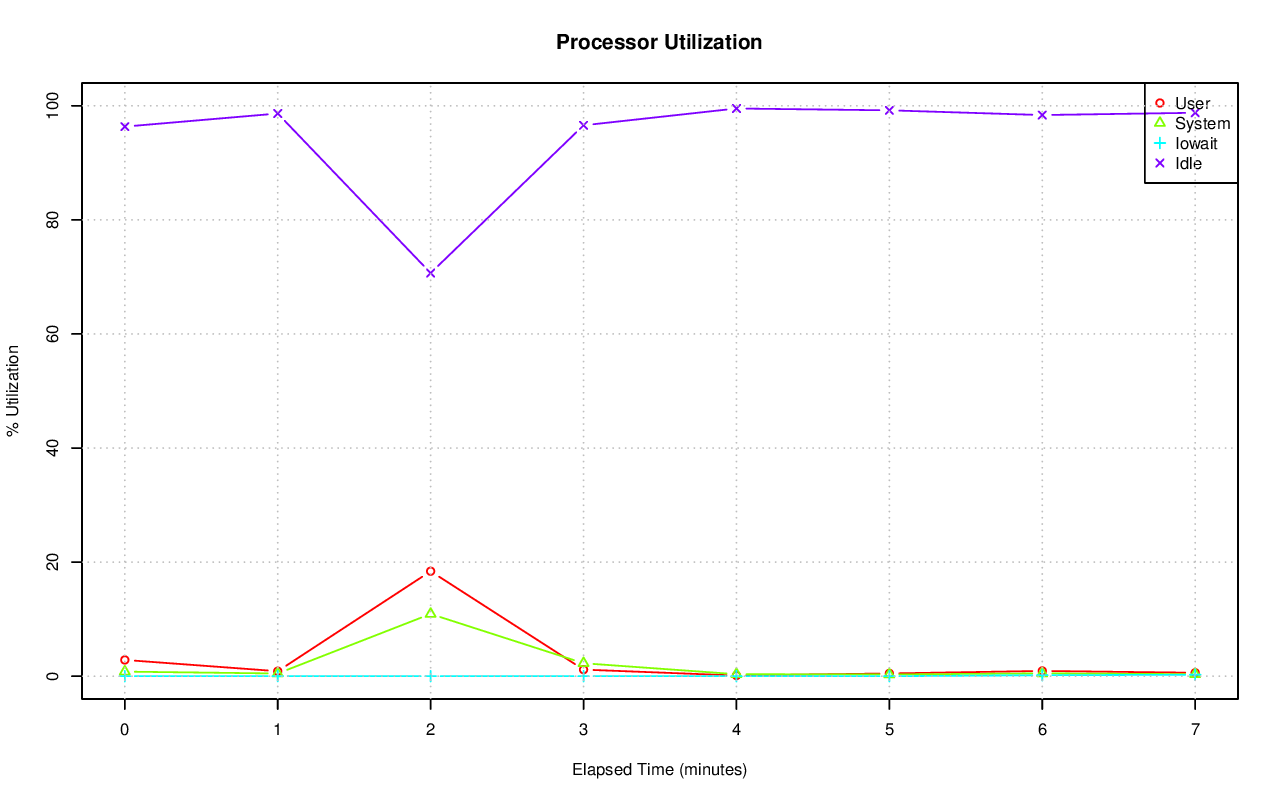 Processor Utilization
% Utilization
100
80
60
40
20
0
User
System
Iowait
Idle
0 1 2 3 4 5 6 7
Elapsed Time (minutes)